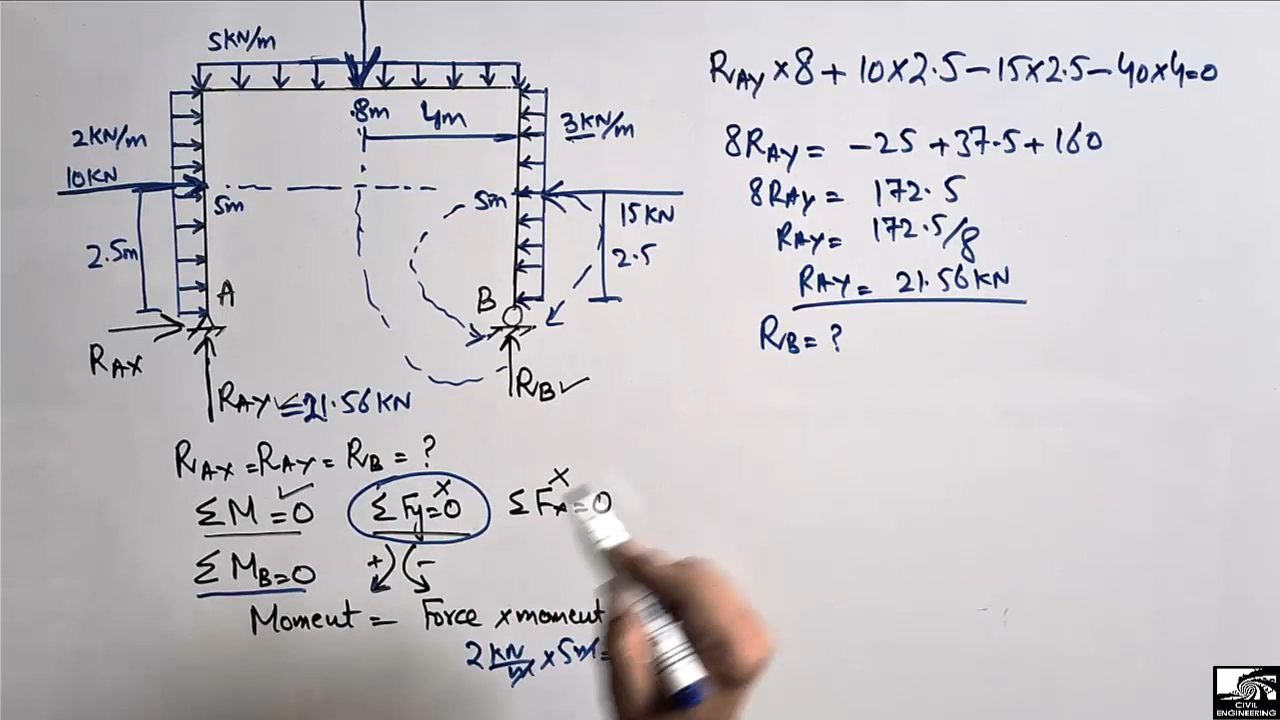 5KN/m
.8m
4m
2KN/m
3KN/m
10KN
5m
5m
15KN
2.5m
2.5
A
B
RAX
RAY = 21.56KN
RB
RAX = RAY = RB = ?
ΣM = 0
ΣFy=0
ΣFx=0
x
x
ΣMB=0
+
-
Moment = Force × moment
2 KN/m × 5m =
RAY × 8 + 10×2.5 - 15×2.5 - 40×4=0
8RAY = -25 + 37.5 + 160
8RAY = 172.5
RAY= 172.5/8
RAY = 21.56KN
RB = ?
CIVIL
ENGINEERING